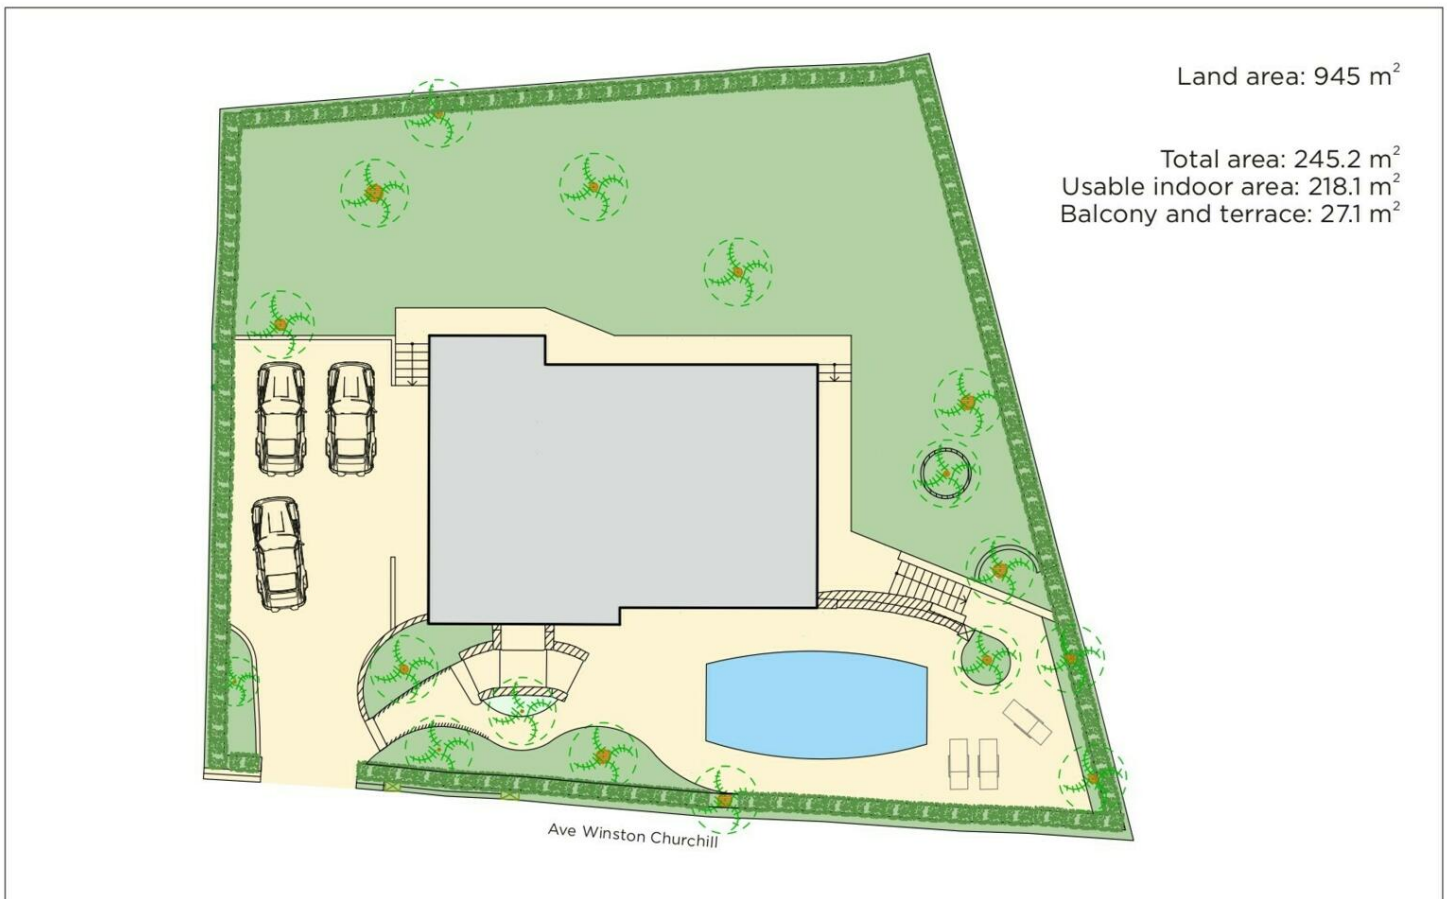 Land area: 945 m²
Total area: 245.2 m²
Usable indoor area: 218.1 m²
Balcony and terrace: 27.1 m²
Ave Winston Churchill